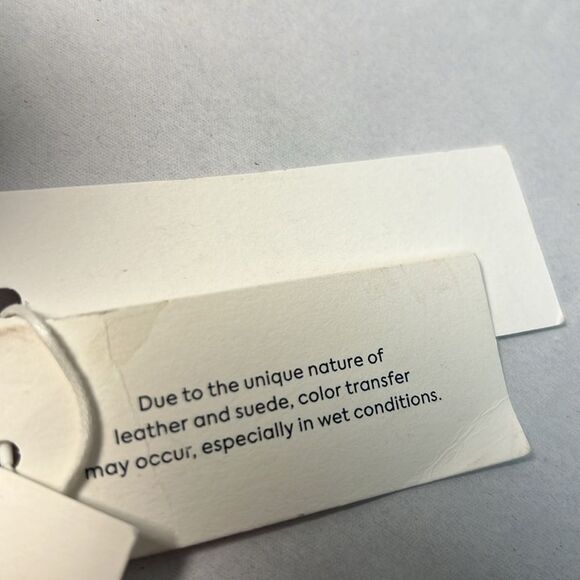 Due to the unique nature of
leather and suede, color transfer
may occur, especially in wet conditions.